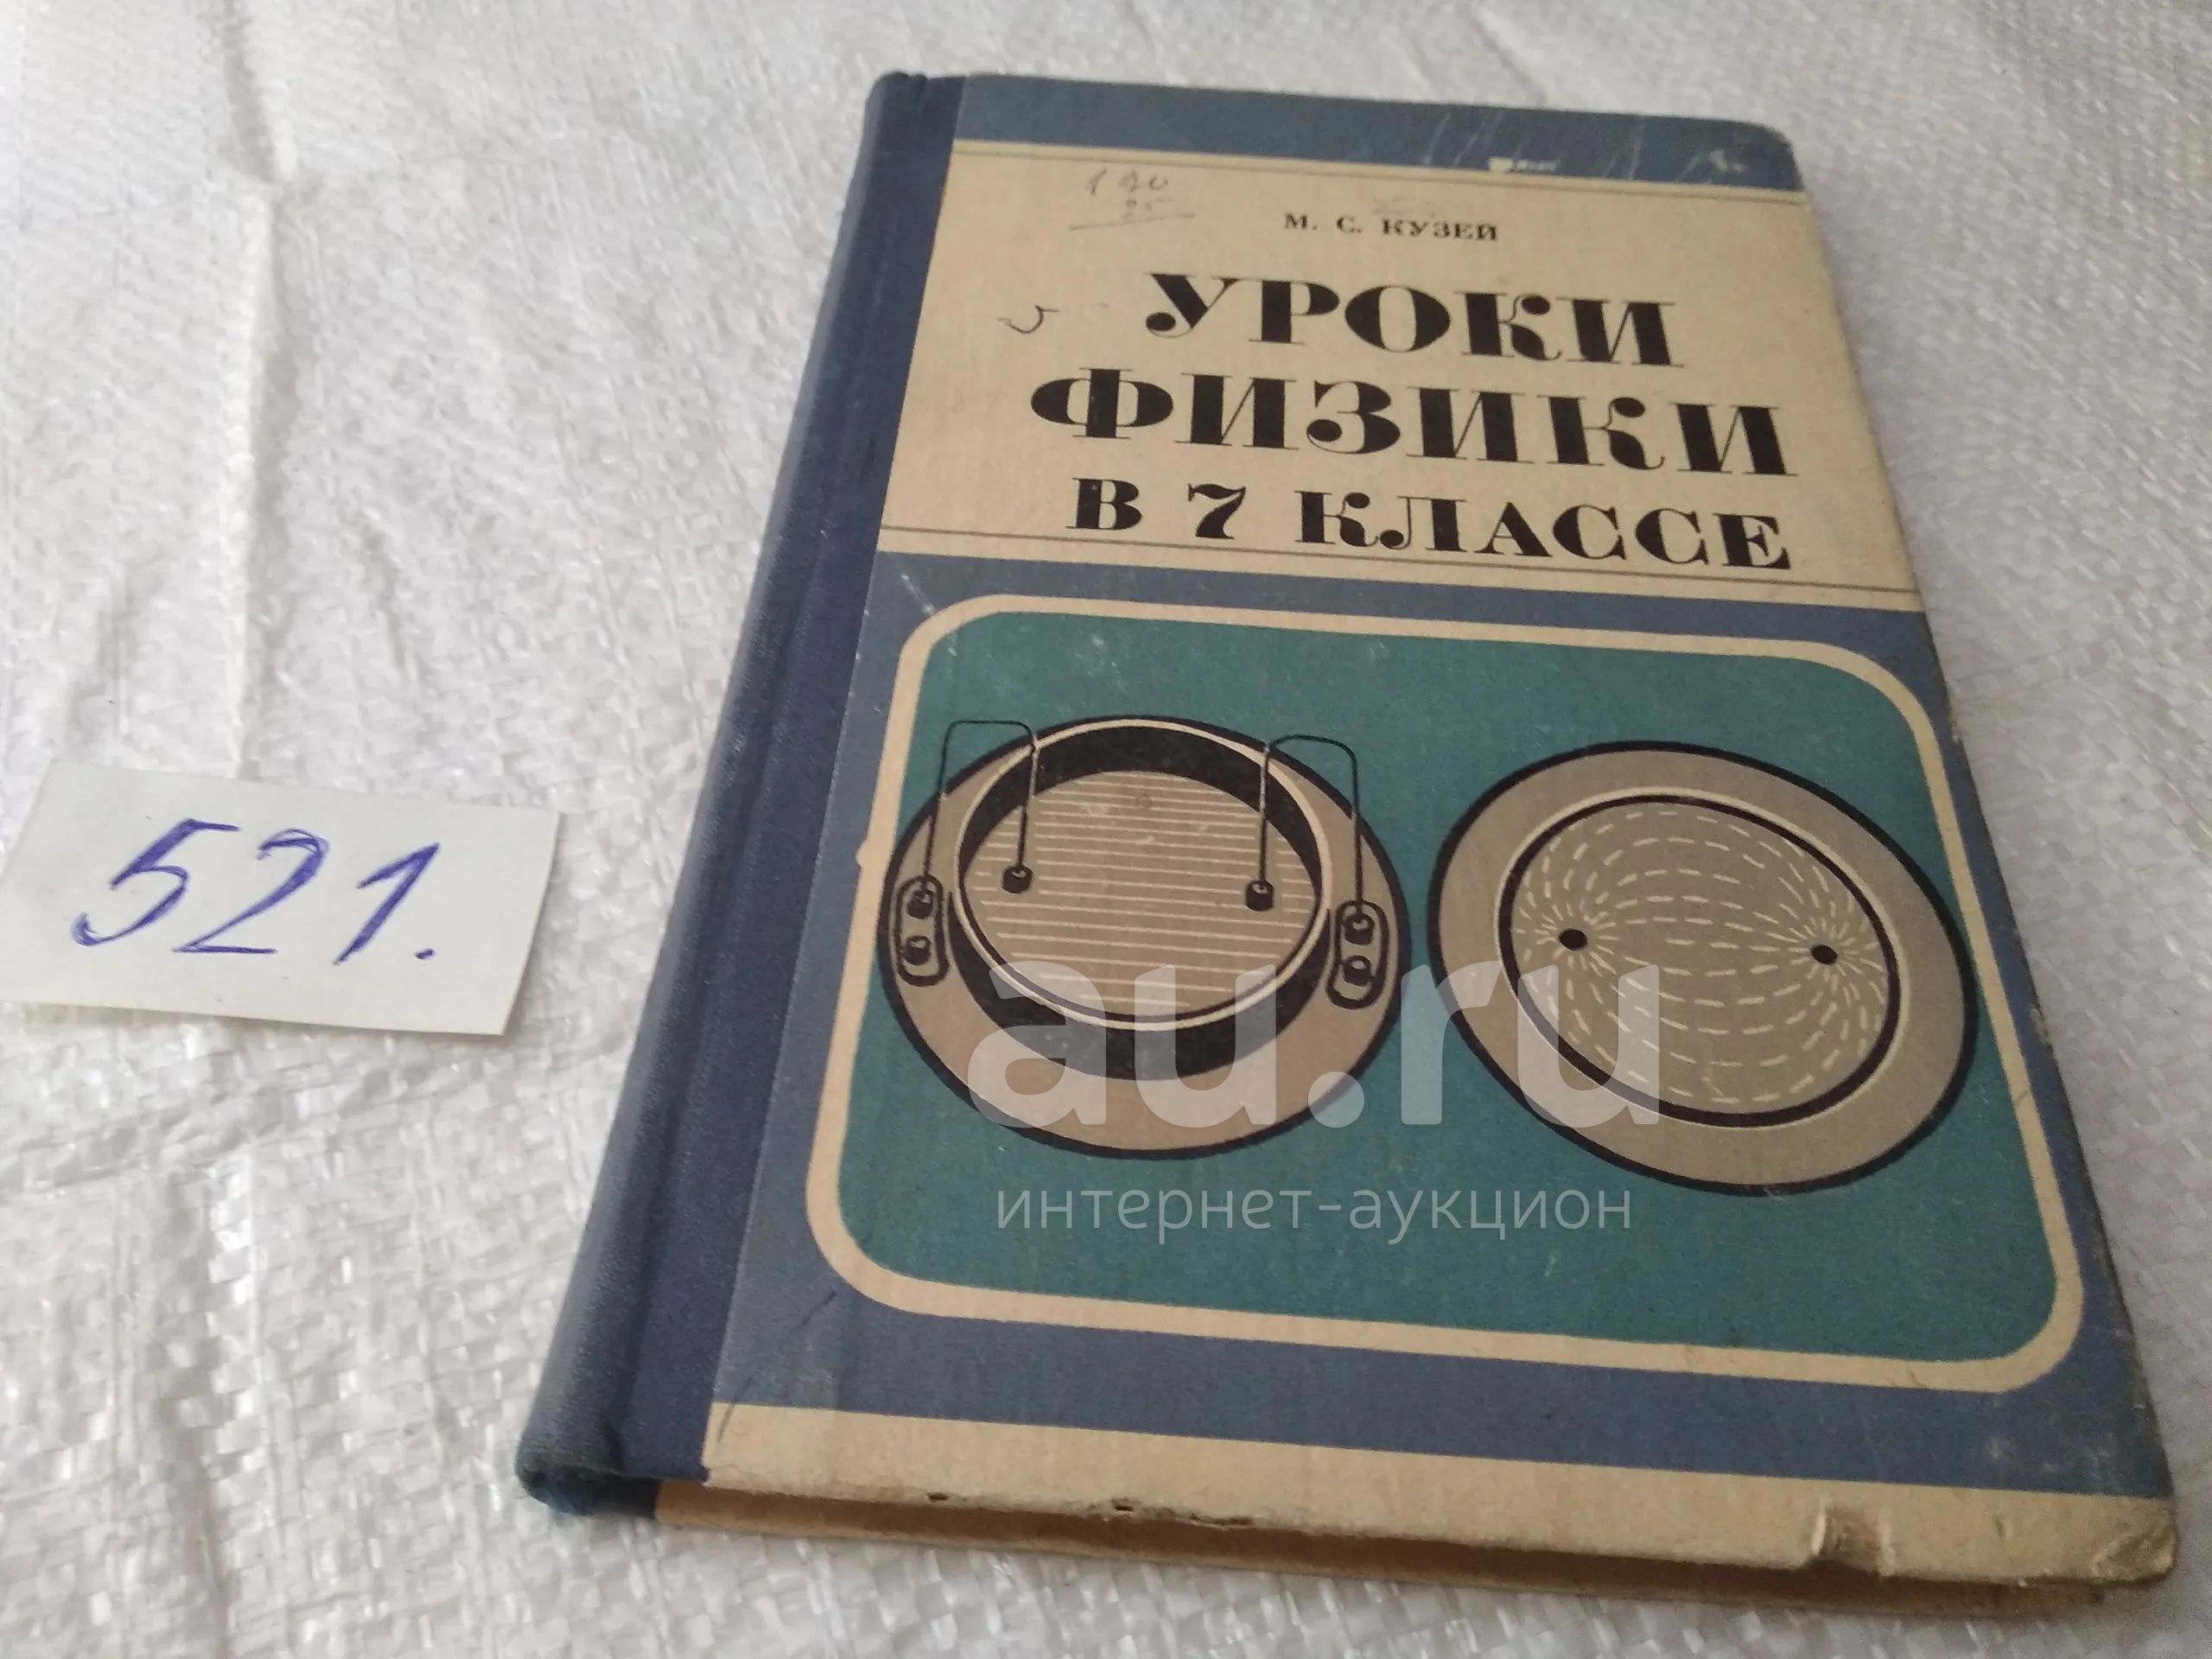 М. С. КУЗЕЙ
УРОКИ
ФИЗИКИ
В 7 КЛАССЕ
521.
au.ru
интернет-аукцион